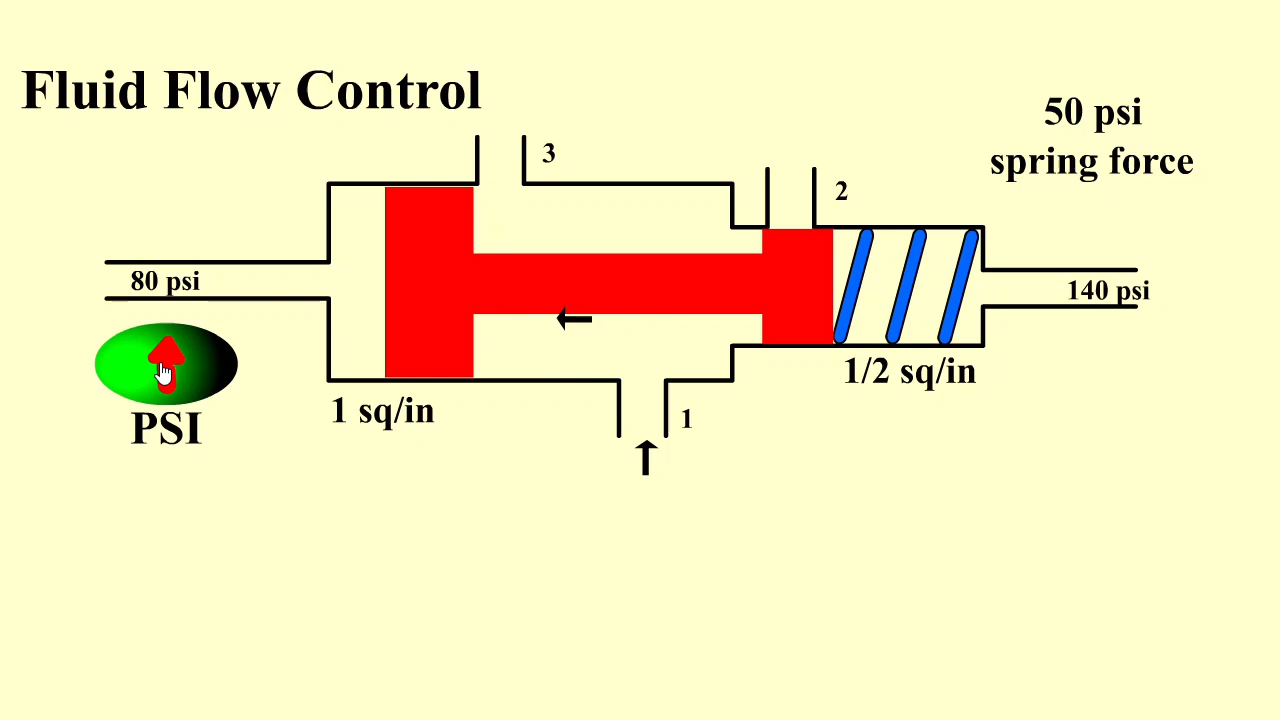 Fluid Flow Control
50 psi
spring force
3
2
80 psi
140 psi
1/2 sq/in
1 sq/in
1
PSI